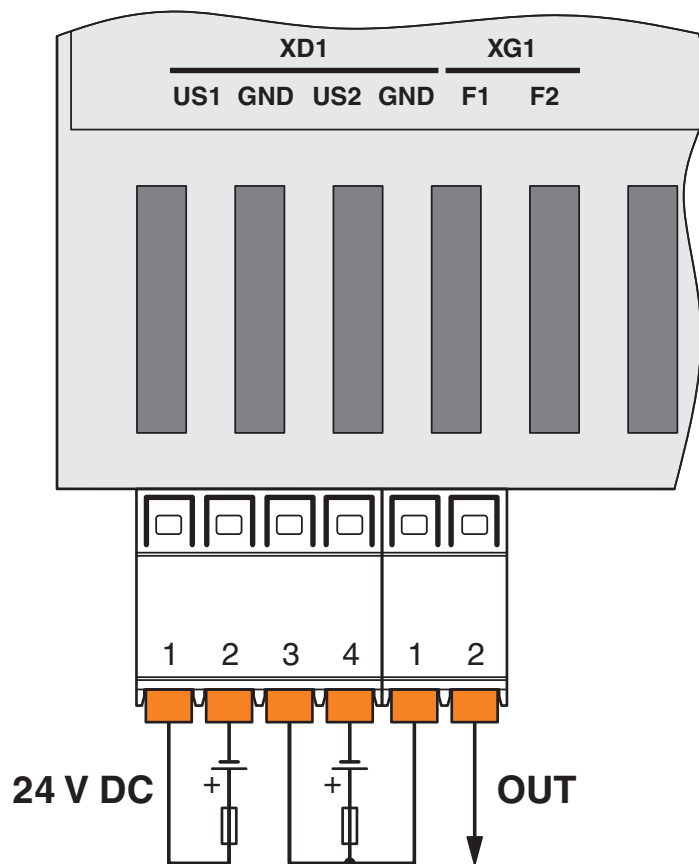 XD1 XG1
US1 GND US2 GND F1 F2
1 2 3 4 1 2
24 V DC + + OUT